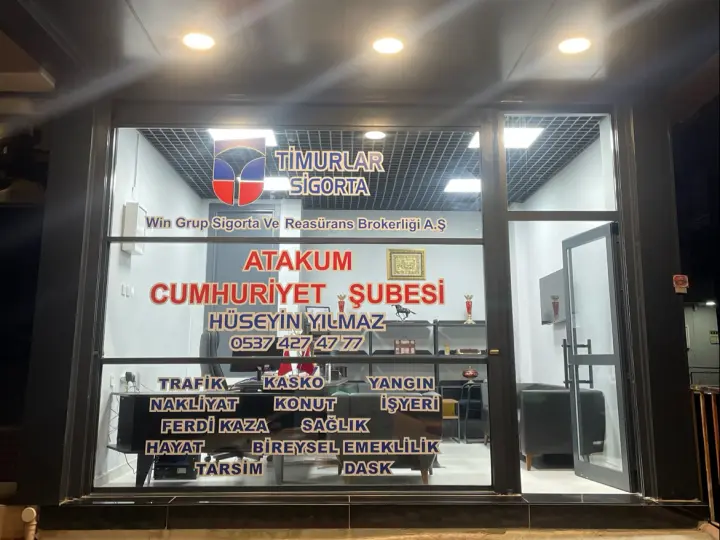 TİMURLAR
SİGORTA
Win Grup Sigorta Ve Reasürans Brokerliği A.Ş
ATAKUM
CUMHURİYET ŞUBESİ
HÜSEYİN YILMAZ
0537 427 47 77
TRAFİK KASKO YANGIN
NAKLİYAT KONUT İŞYERİ
FERDİ KAZA SAĞLIK
HAYAT BİREYSEL EMEKLİLİK
TARSİM DASK